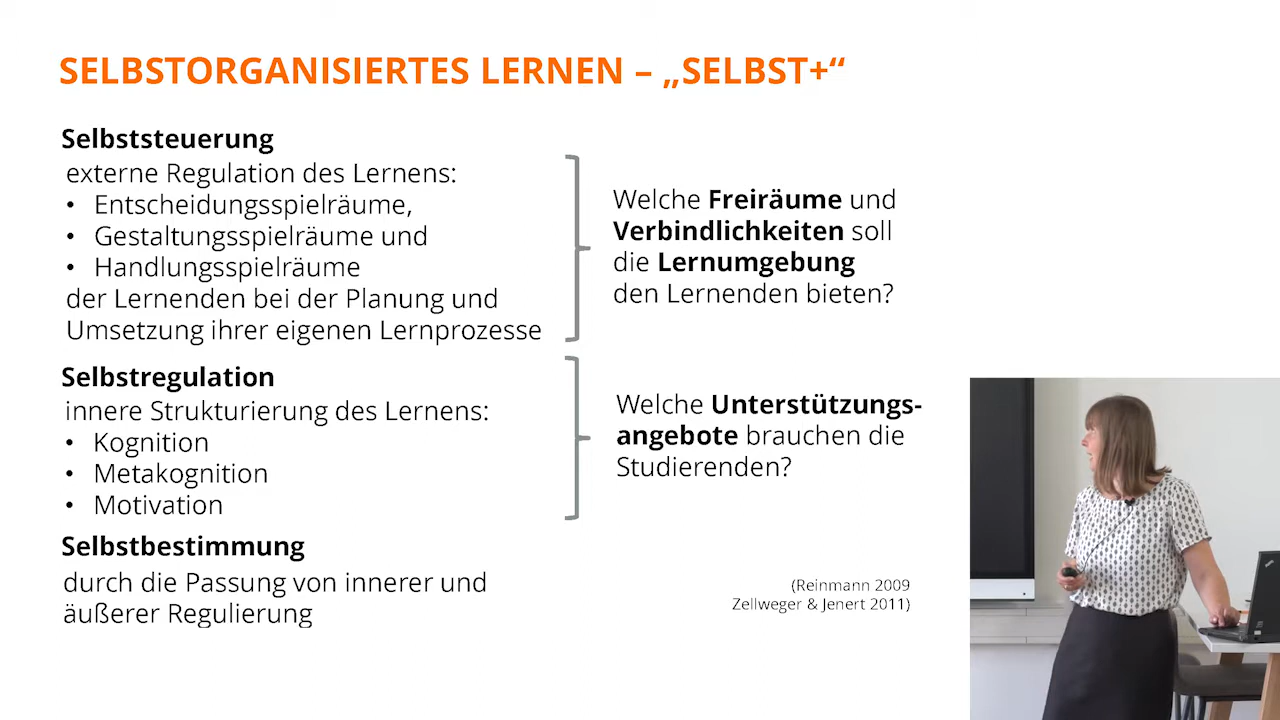 SELBSTORGANISIERTES LERNEN – „SELBST+“
Selbststeuerung
externe Regulation des Lernens:
• Entscheidungsspielräume,
• Gestaltungsspielräume und
• Handlungsspielräume
der Lernenden bei der Planung und
Umsetzung ihrer eigenen Lernprozesse
Welche Freiräume und
Verbindlichkeiten soll
die Lernumgebung
den Lernenden bieten?
Selbstregulation
innere Strukturierung des Lernens:
• Kognition
• Metakognition
• Motivation
Welche Unterstützungs-
angebote brauchen die
Studierenden?
Selbstbestimmung
durch die Passung von innerer und
äußerer Regulierung
(Reinmann 2009
Zellweger & Jenert 2011)